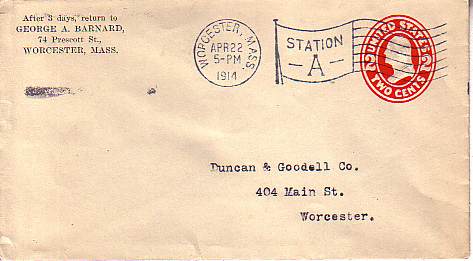 After 3 days, return to
GEORGE A. BARNARD,
74 Prescott St.,
WORCESTER, MASS.
WORCESTER, MASS.
APR 22
5-PM
1914
STATION
-A-
UNITED STATES
2 2
TWO CENTS
Duncan & Goodell Co.
404 Main St.
Worcester.